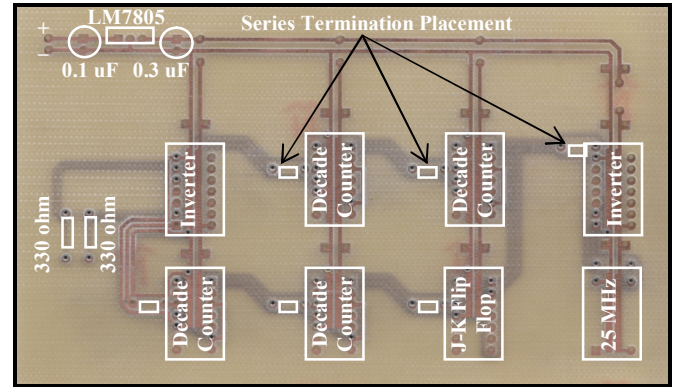 LM7805
Series Termination Placement
+
–
0.1 uF
0.3 uF
Inverter
Decade
Counter
Decade
Counter
Inverter
330 ohm
330 ohm
Decade
Counter
Decade
Counter
J-K Flip
Flop
25 MHz